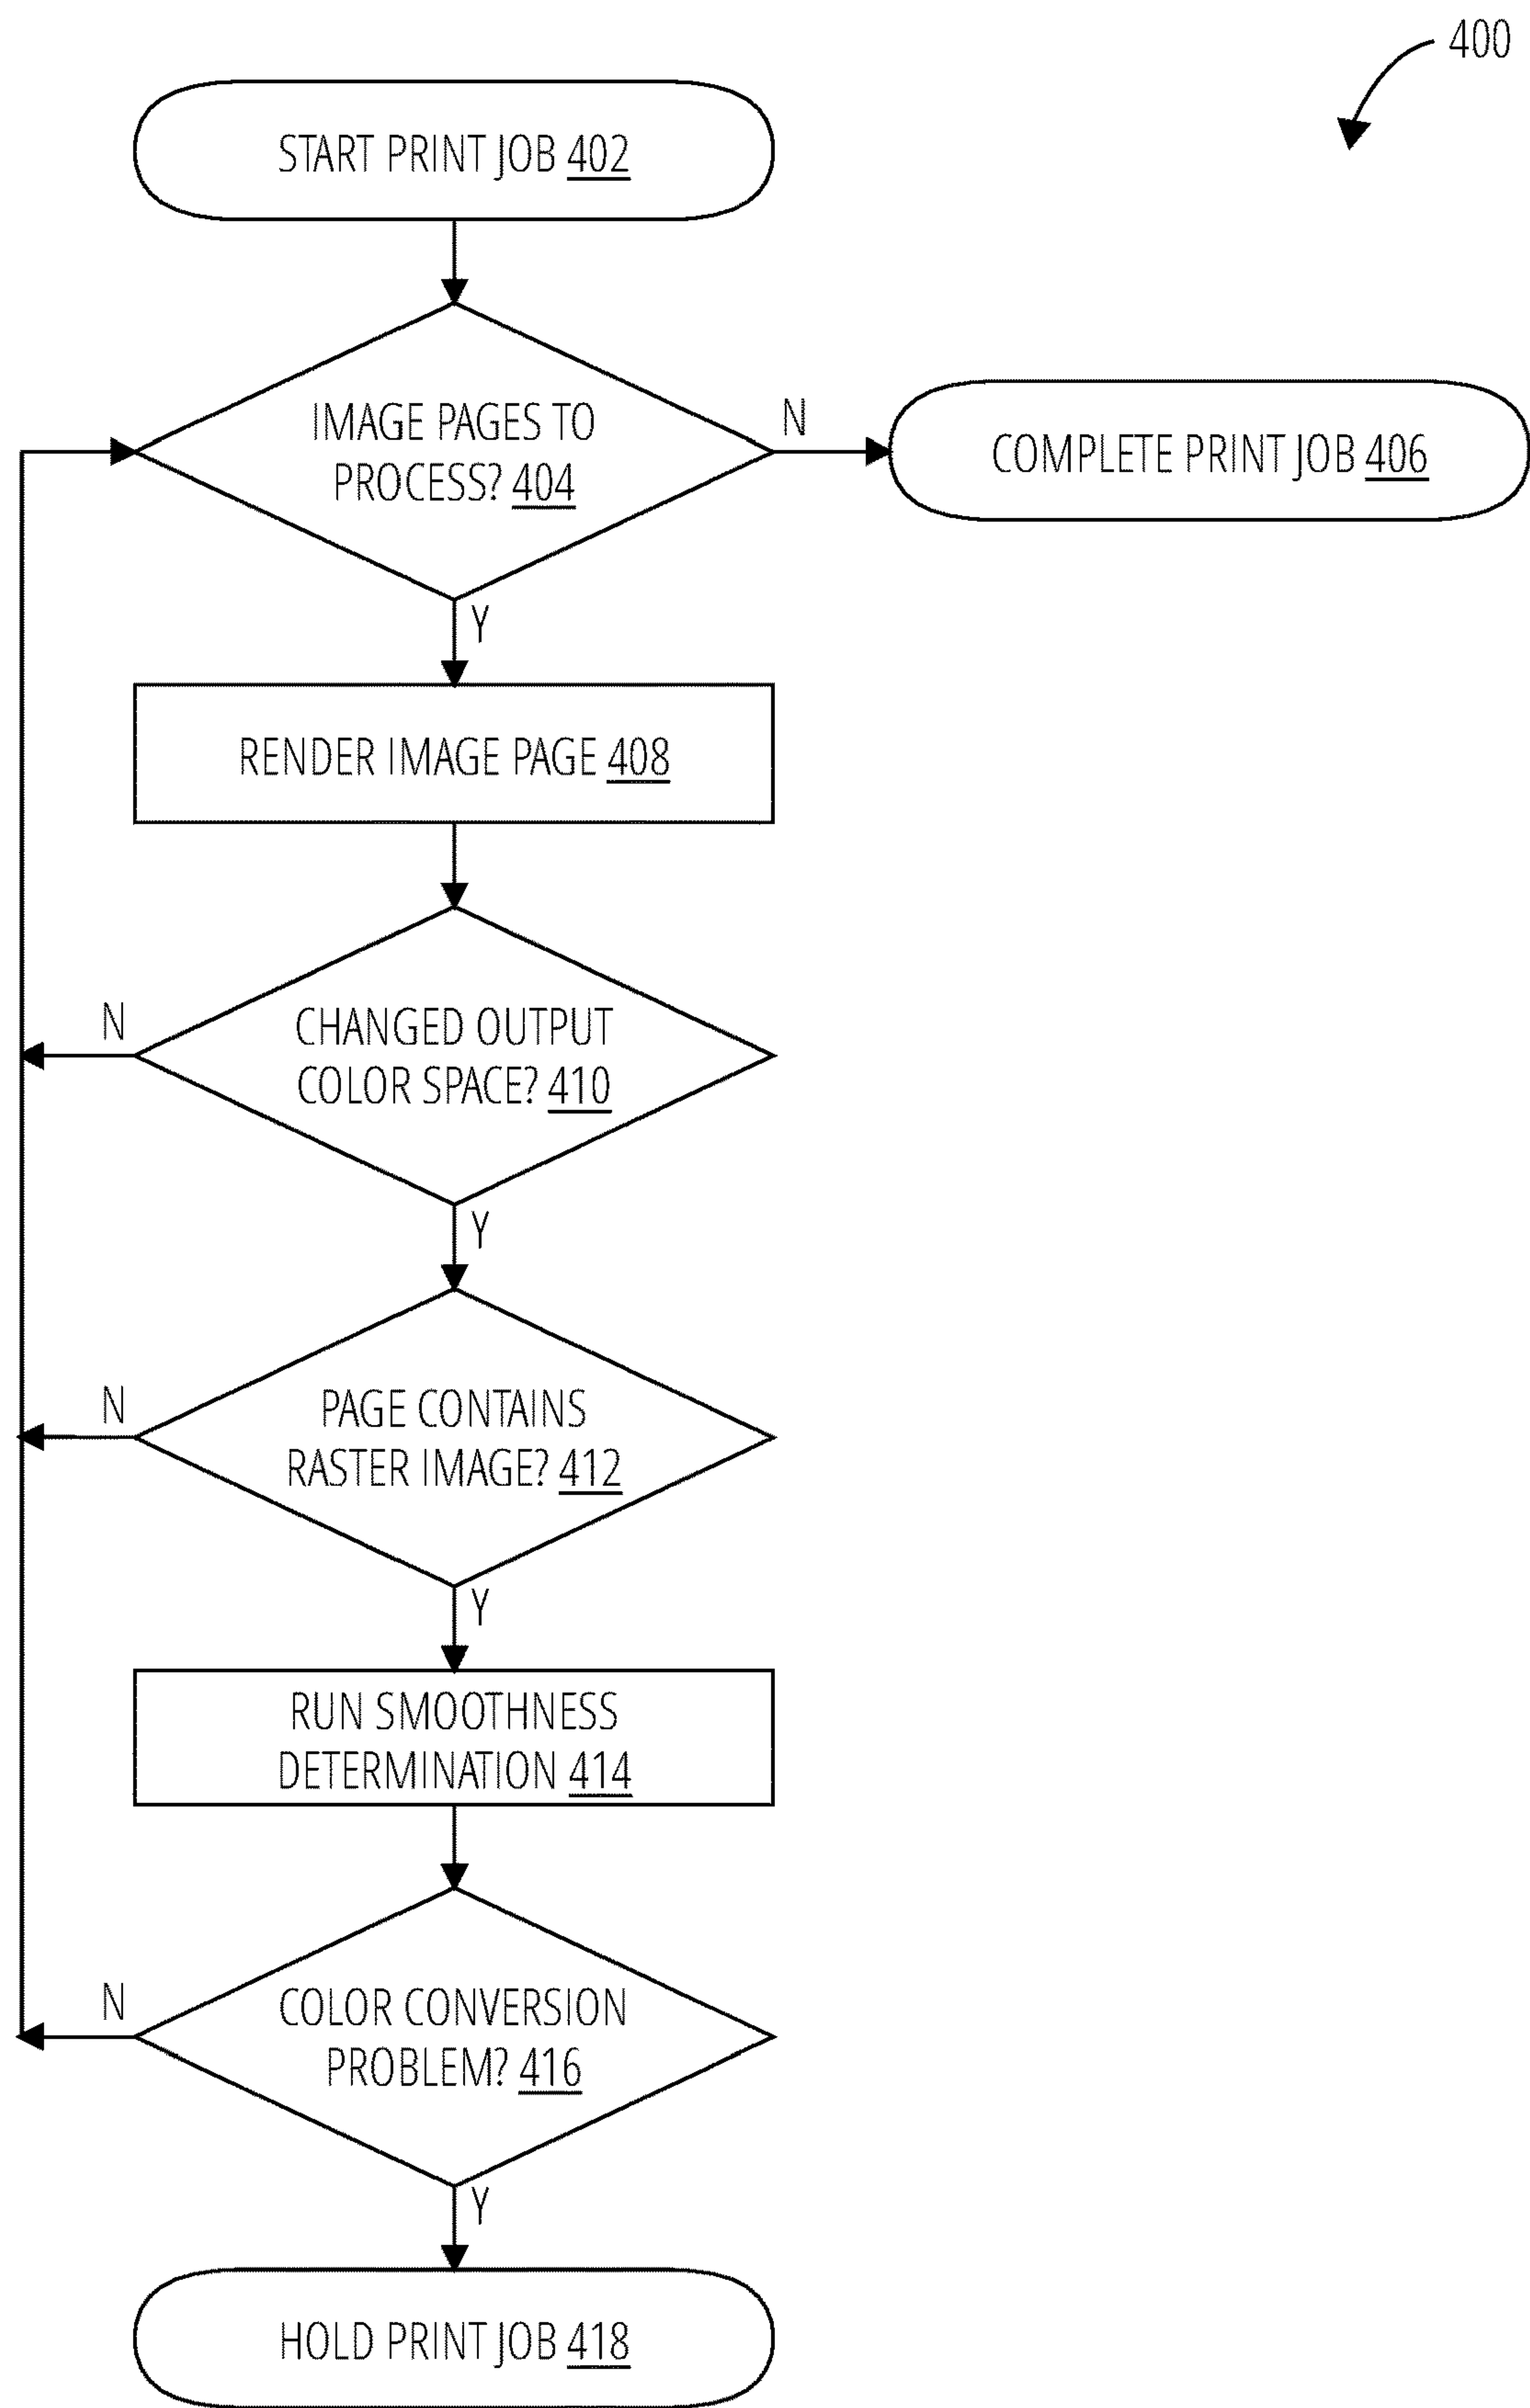 400
START PRINT JOB 402
IMAGE PAGES TO
PROCESS? 404
N
COMPLETE PRINT JOB 406
Y
RENDER IMAGE PAGE 408
N
CHANGED OUTPUT
COLOR SPACE? 410
Y
N
PAGE CONTAINS
RASTER IMAGE? 412
Y
RUN SMOOTHNESS
DETERMINATION 414
N
COLOR CONVERSION
PROBLEM? 416
Y
HOLD PRINT JOB 418